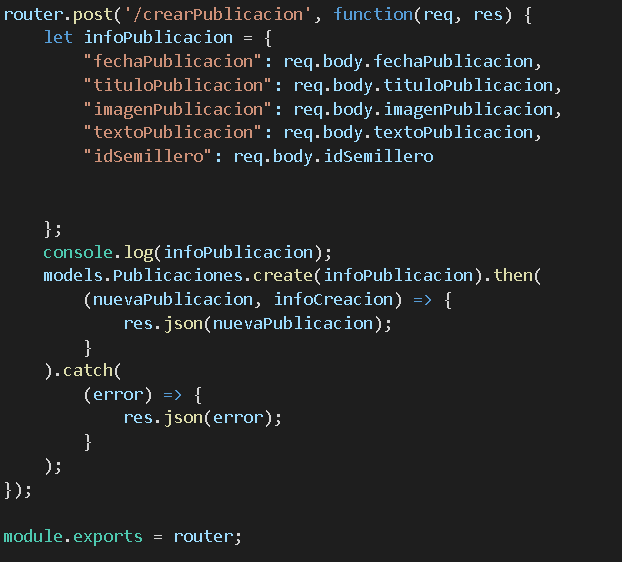 router.post('/crearPublicacion', function(req, res) {
    let infoPublicacion = {
        "fechaPublicacion": req.body.fechaPublicacion,
        "tituloPublicacion": req.body.tituloPublicacion,
        "imagenPublicacion": req.body.imagenPublicacion,
        "textoPublicacion": req.body.textoPublicacion,
        "idSemillero": req.body.idSemillero
    };
    console.log(infoPublicacion);
    models.Publicaciones.create(infoPublicacion).then(
        (nuevaPublicacion, infoCreacion) => {
            res.json(nuevaPublicacion);
        }
    ).catch(
        (error) => {
            res.json(error);
        }
    );
});
module.exports = router;